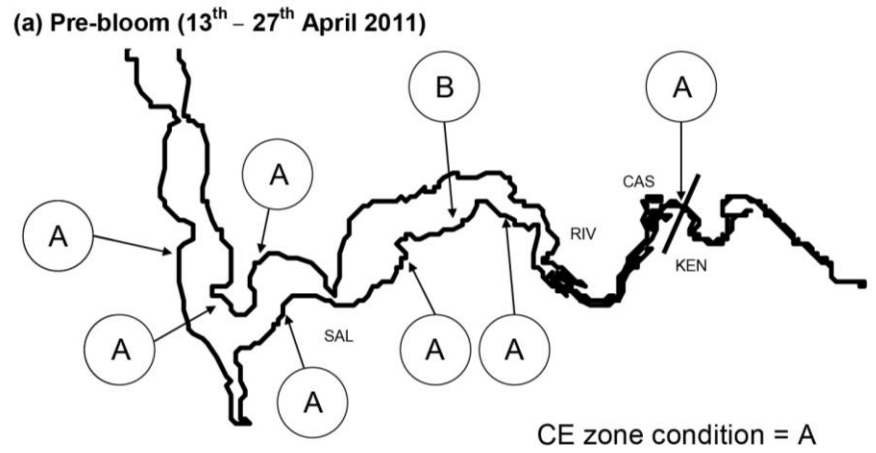 (a) Pre-bloom (13th – 27th April 2011)
B
A
A
CAS
A
RIV
KEN
A
SAL
A
A
A
A
CE zone condition = A